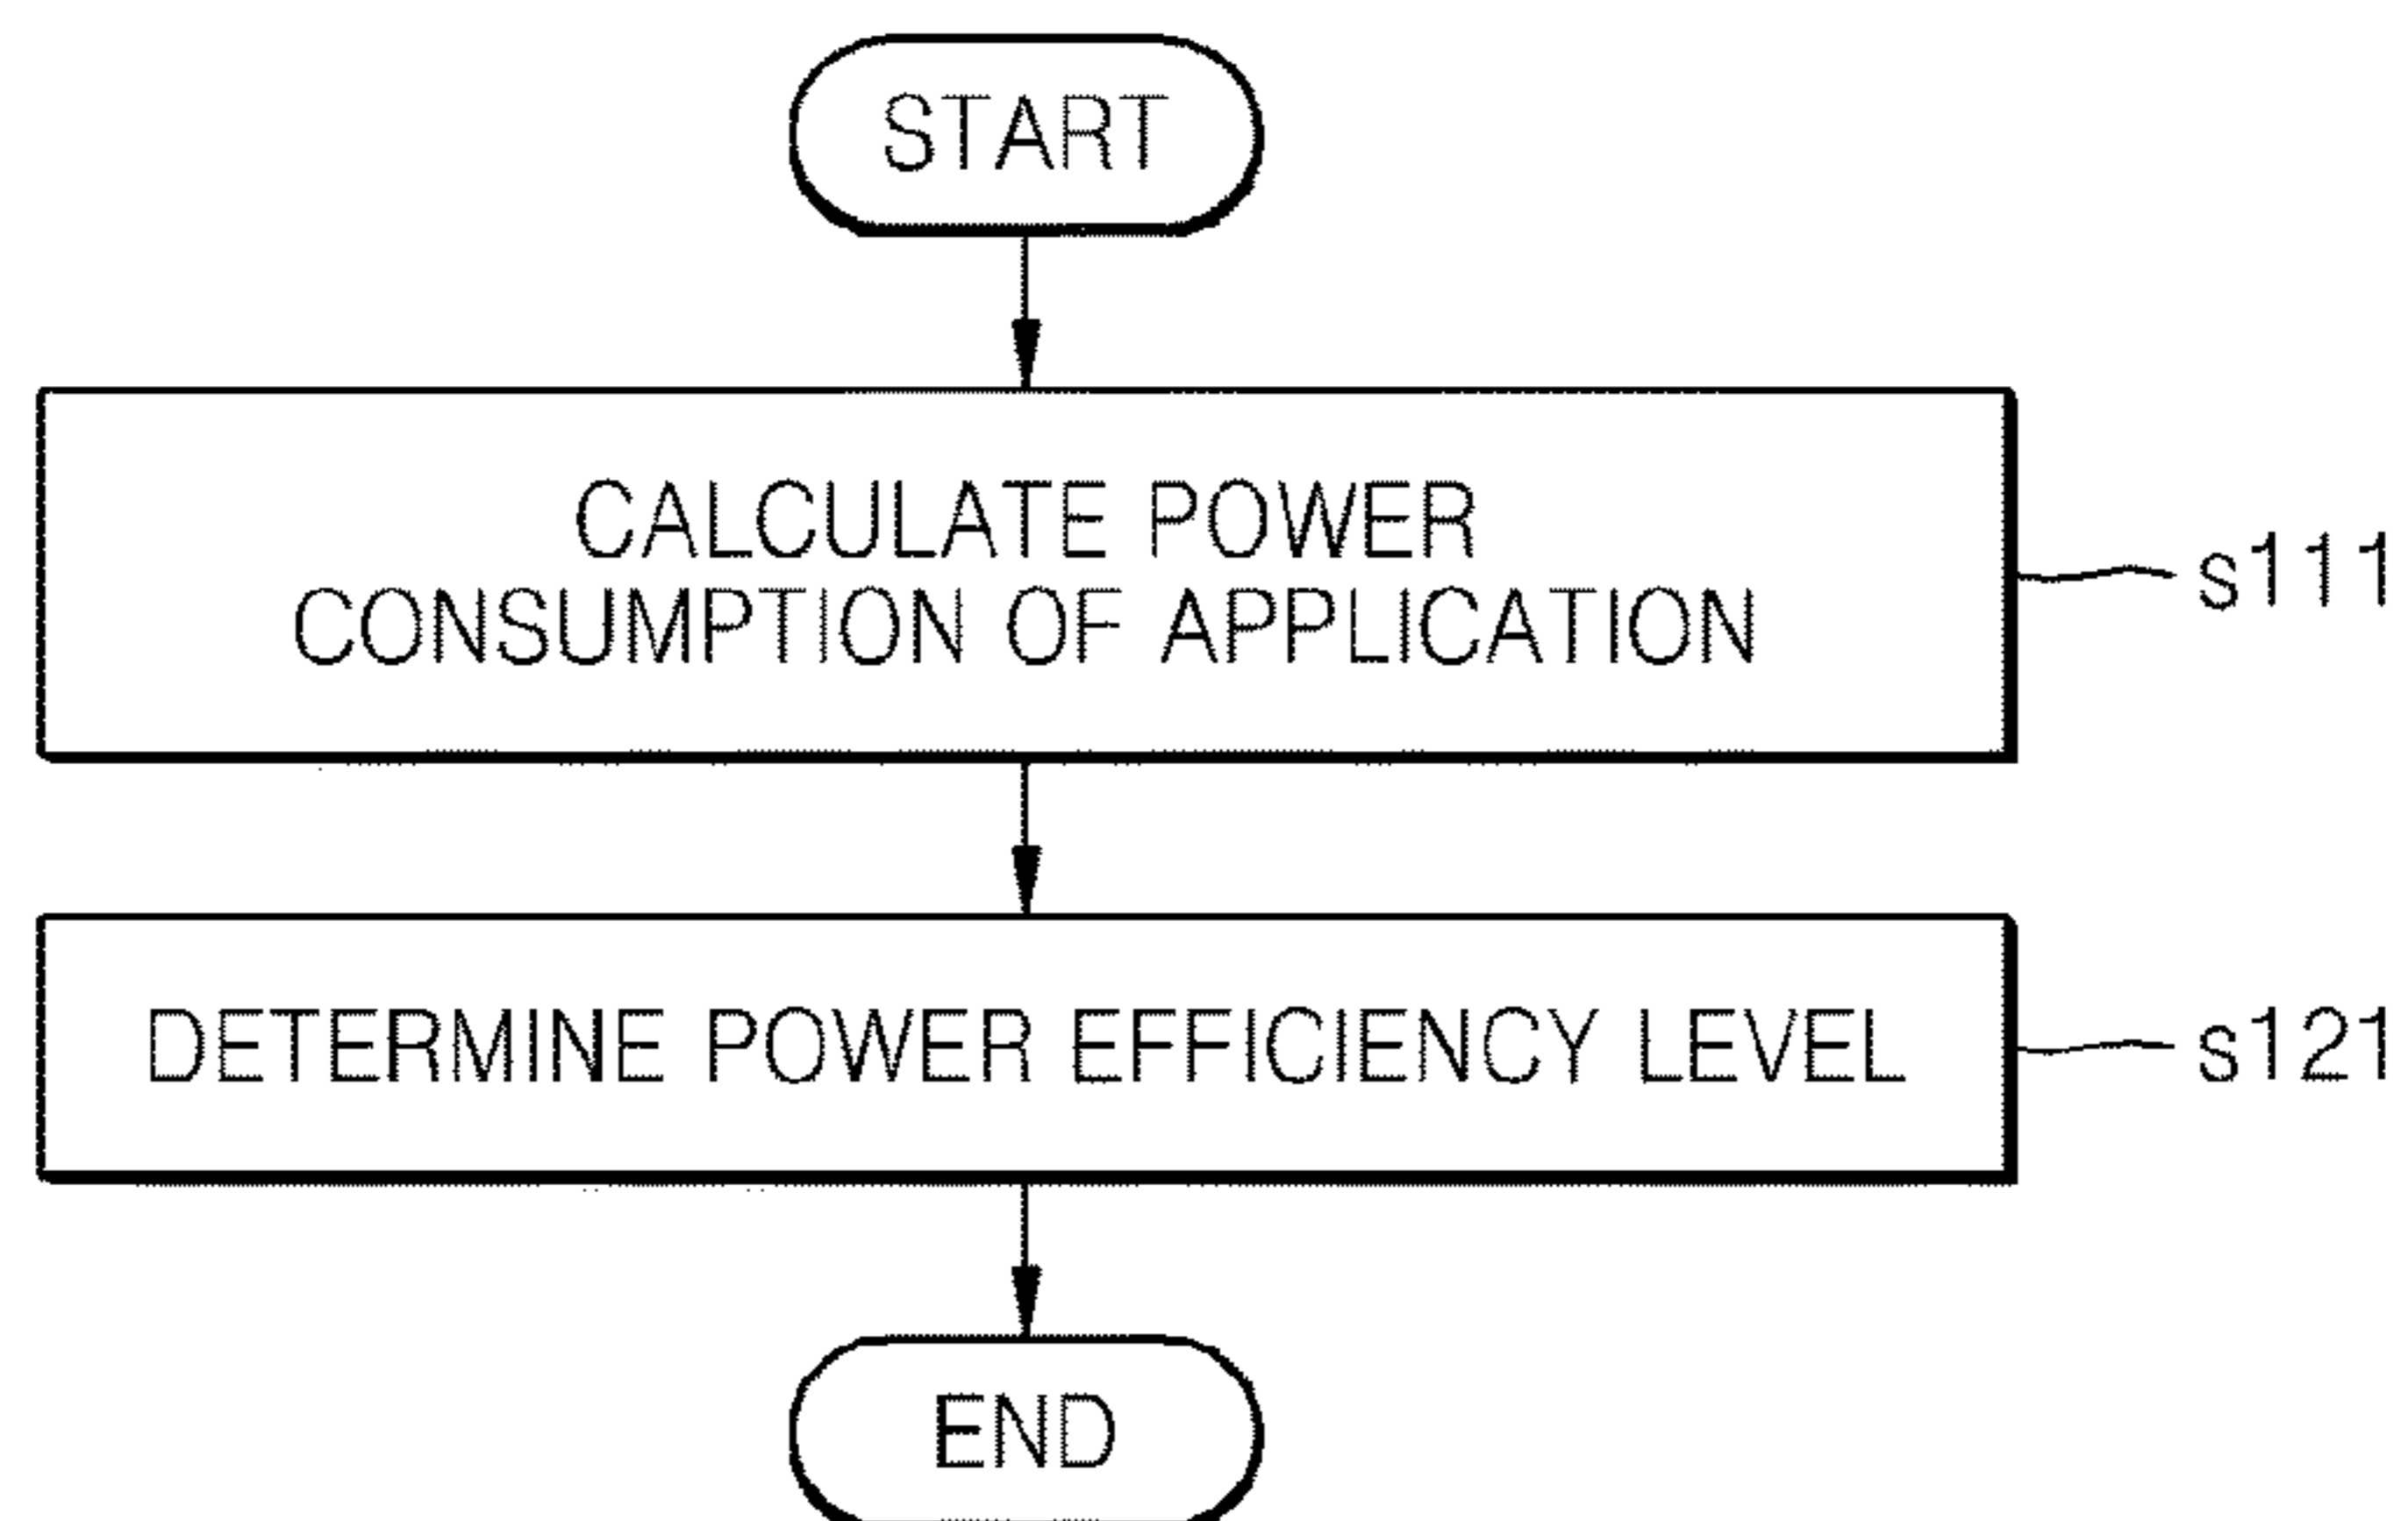 START
CALCULATE POWER
CONSUMPTION OF APPLICATION
s111
DETERMINE POWER EFFICIENCY LEVEL
s121
END